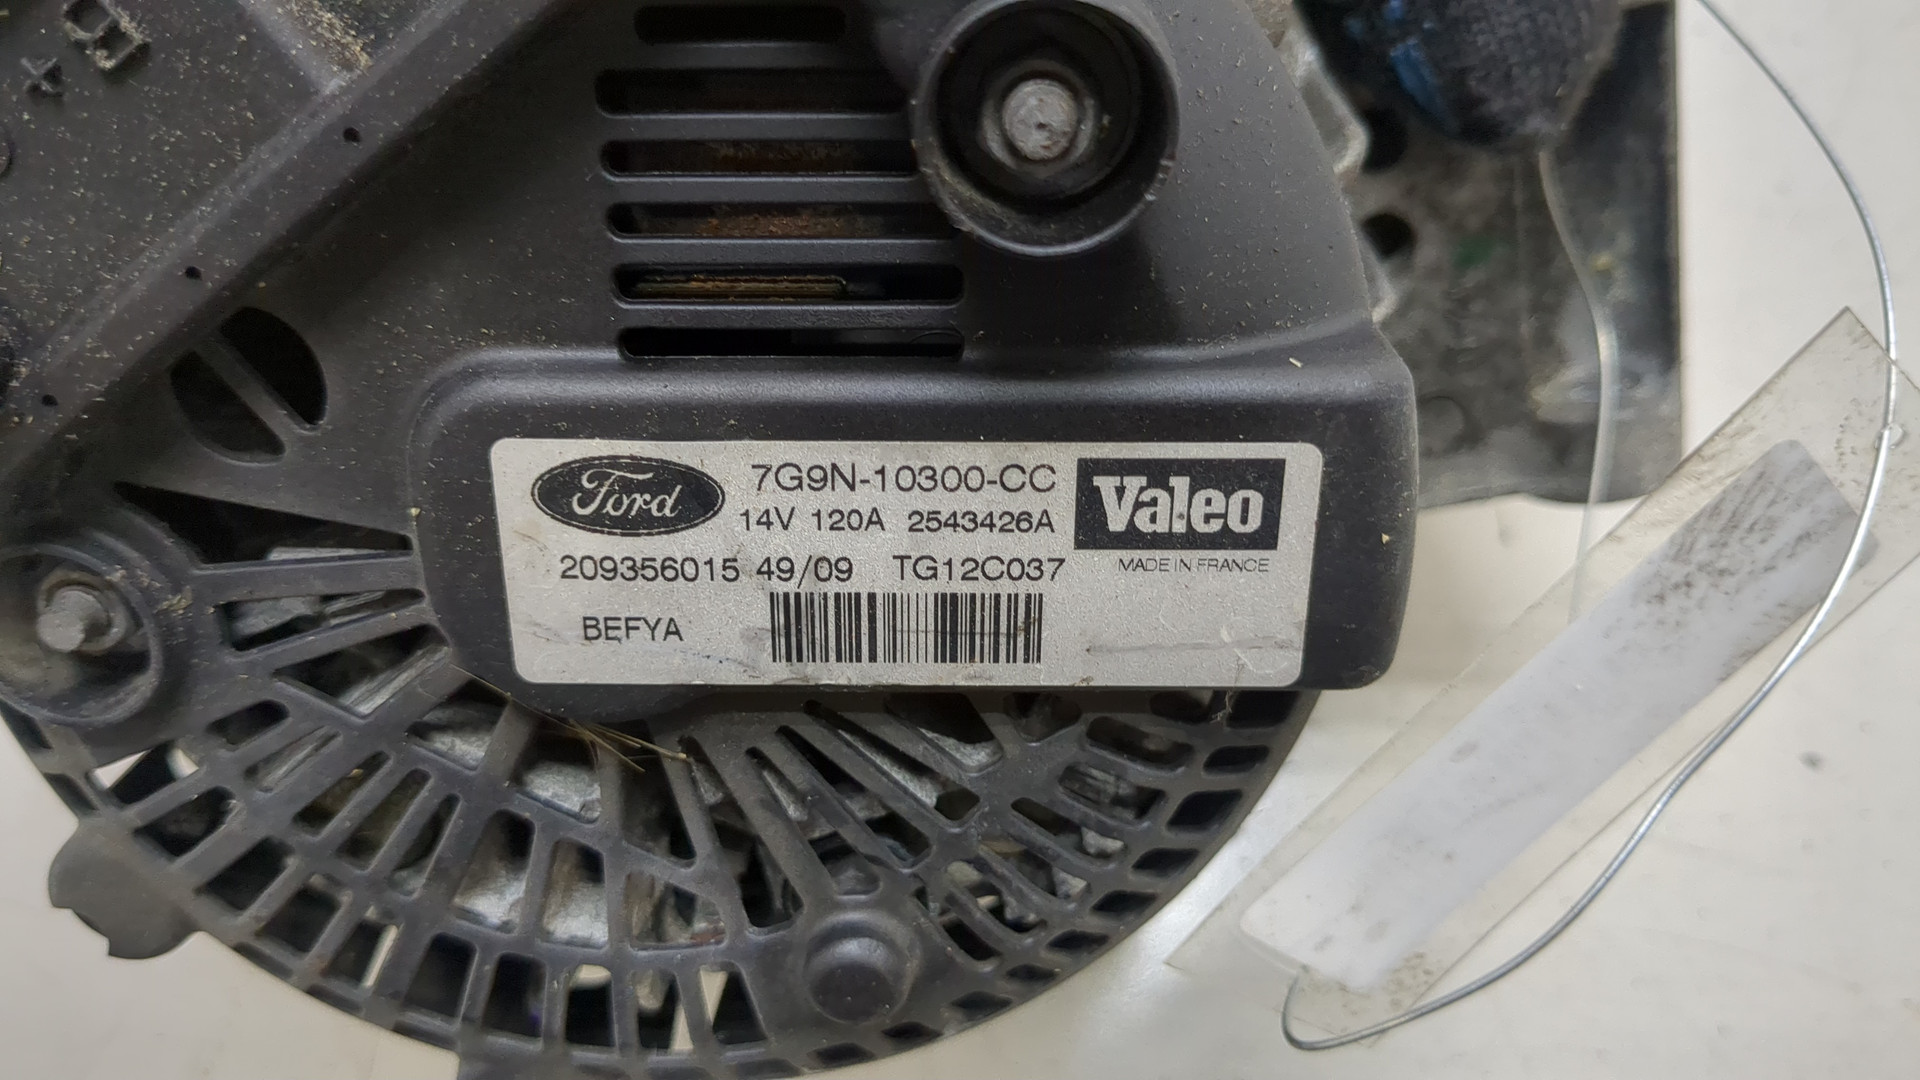 Ford
7G9N-10300-CC
Valeo
14V 120A 2543426A
209356015 49/09 TG12C037
MADE IN FRANCE
BEFYA
B+